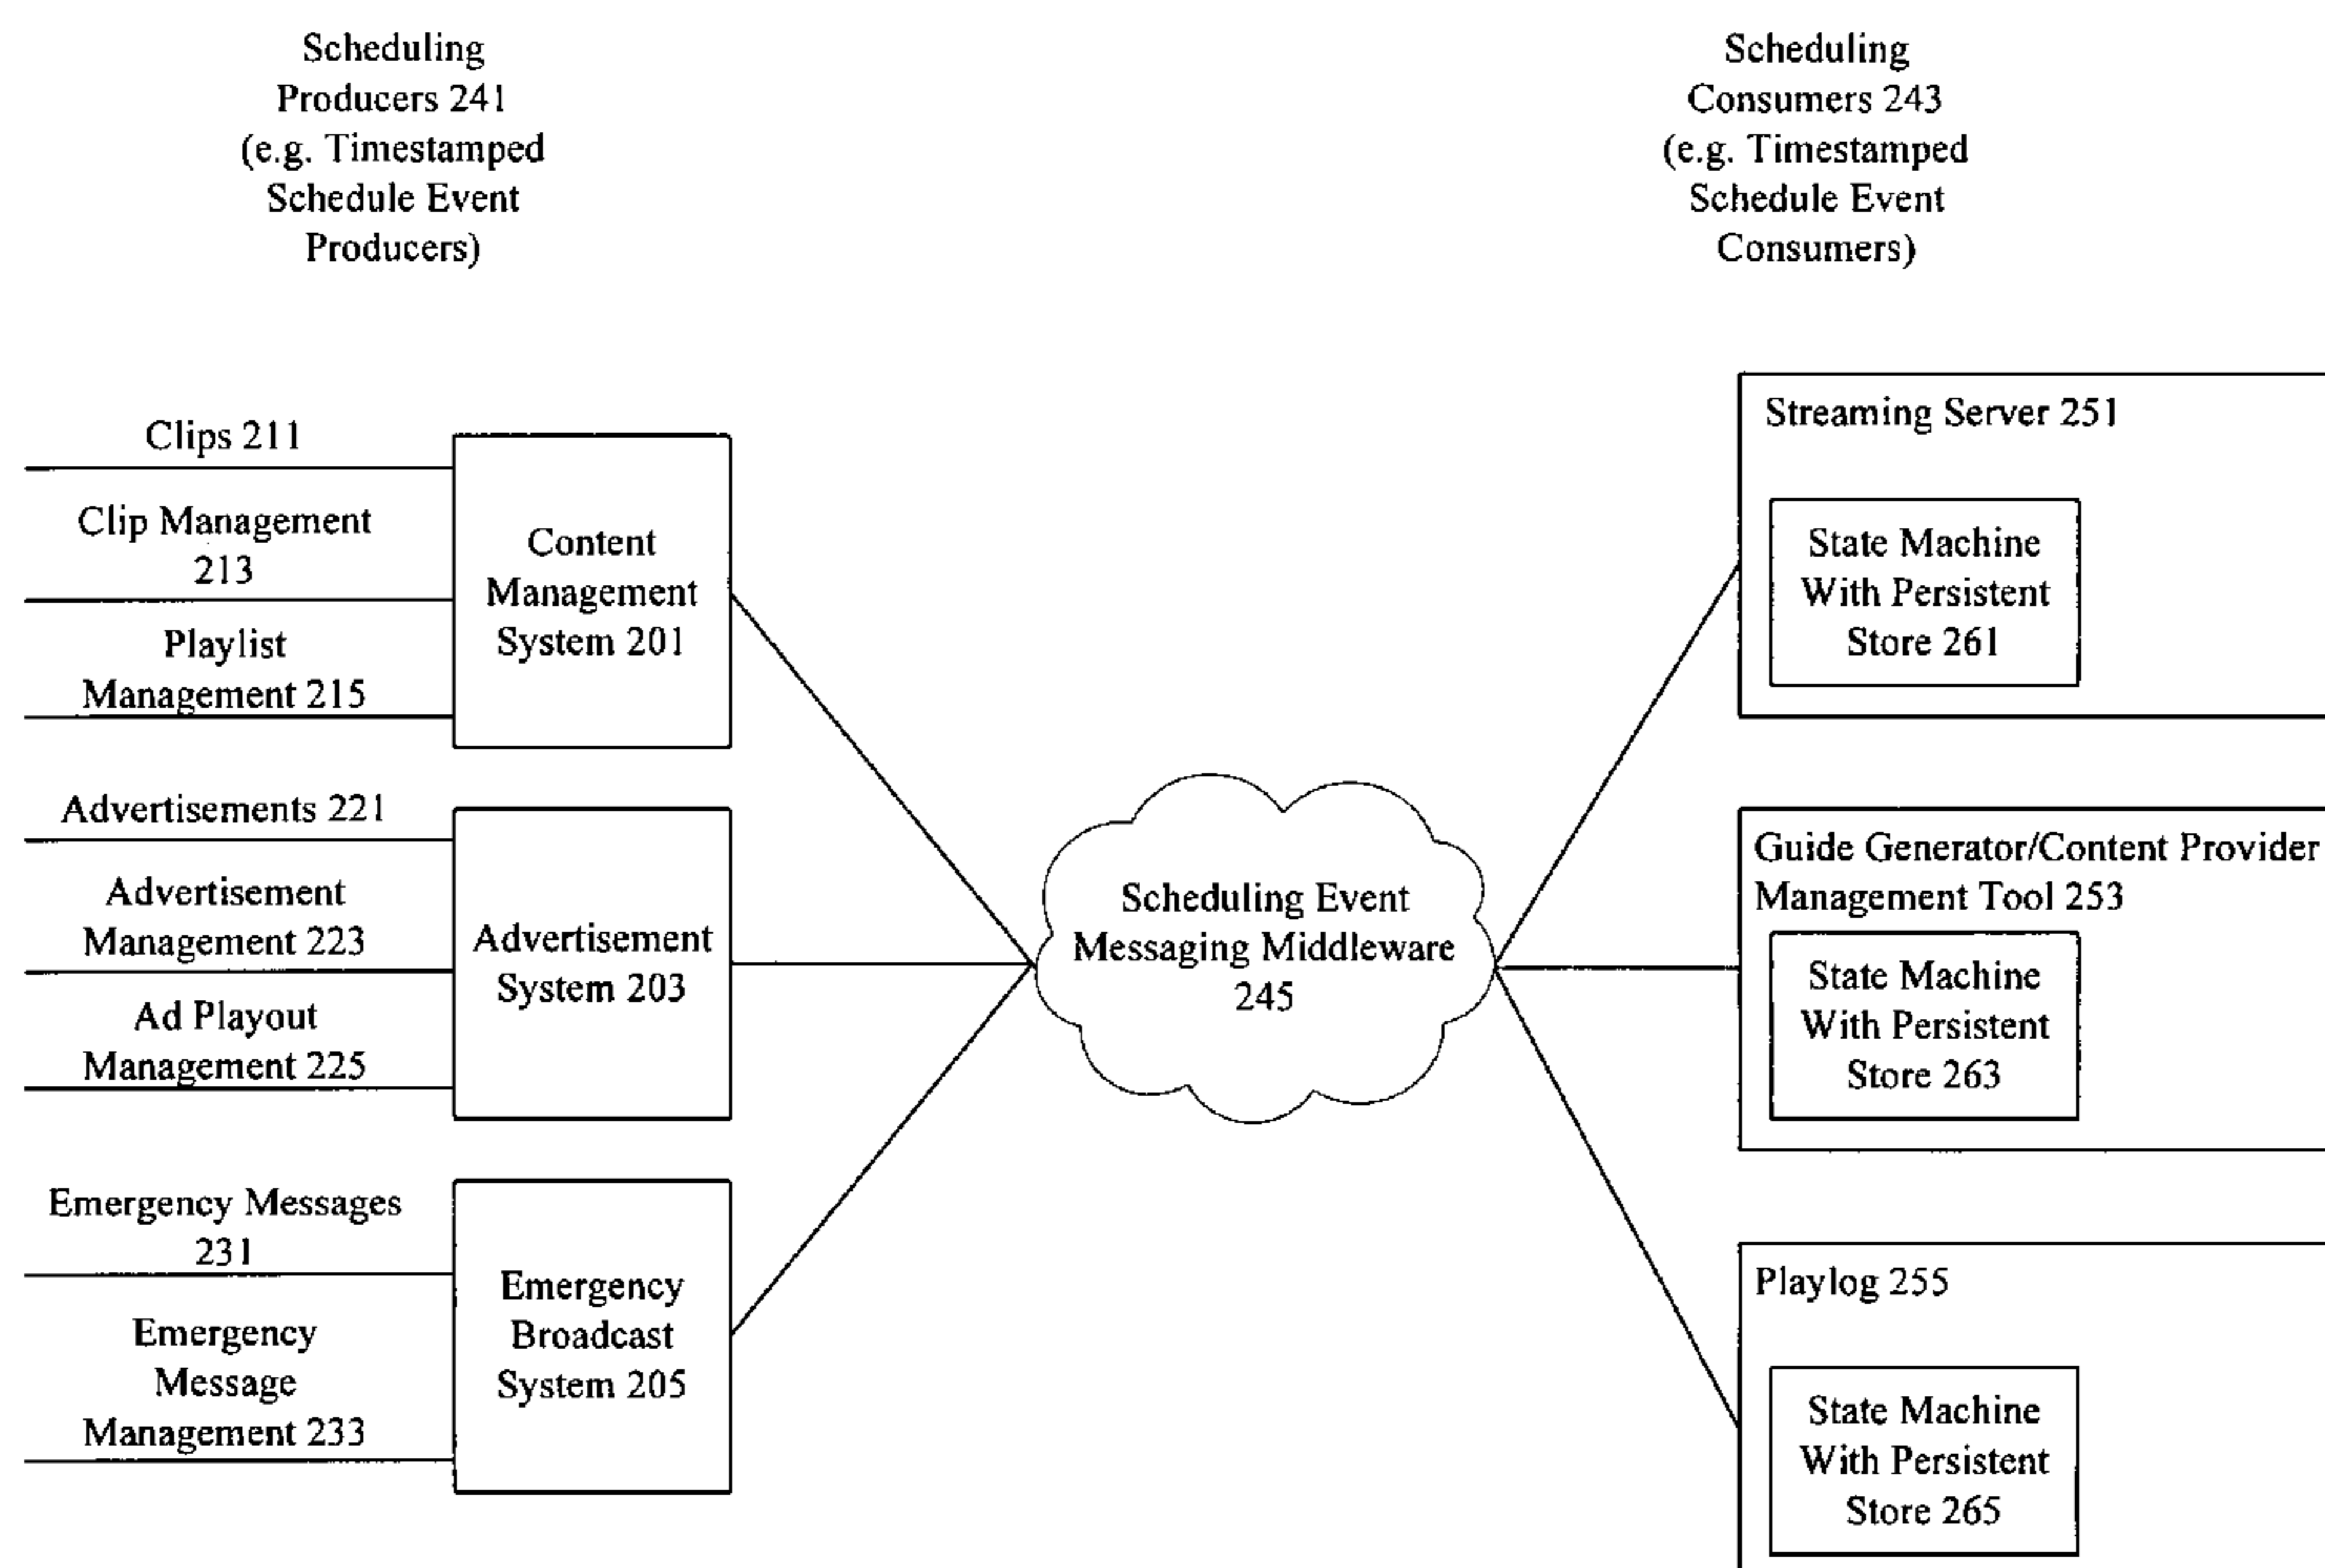 Scheduling
Producers 241
(e.g. Timestamped
Schedule Event
Producers)
Scheduling
Consumers 243
(e.g. Timestamped
Schedule Event
Consumers)
Clips 211
Clip Management
213
Playlist
Management 215
Content
Management
System 201
Advertisements 221
Advertisement
Management 223
Ad Playout
Management 225
Advertisement
System 203
Emergency Messages
231
Emergency
Message
Management 233
Emergency
Broadcast
System 205
Scheduling Event
Messaging Middleware
245
Streaming Server 251
State Machine
With Persistent
Store 261
Guide Generator/Content Provider
Management Tool 253
State Machine
With Persistent
Store 263
Playlog 255
State Machine
With Persistent
Store 265